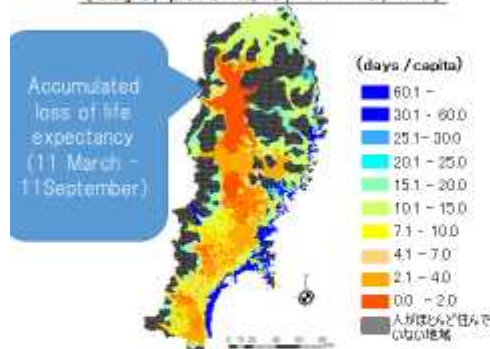 Accumulated
loss of life
expectancy
(11 March -
11September)
(days /capita)
60.1 -
30.1 - 60.0
25.1 - 30.0
20.1 - 25.0
15.1 - 20.0
10.1 - 15.0
7.1 - 10.0
4.1 - 7.0
2.1 - 4.0
0.0 - 2.0
人がほとんど住んで
いない地域